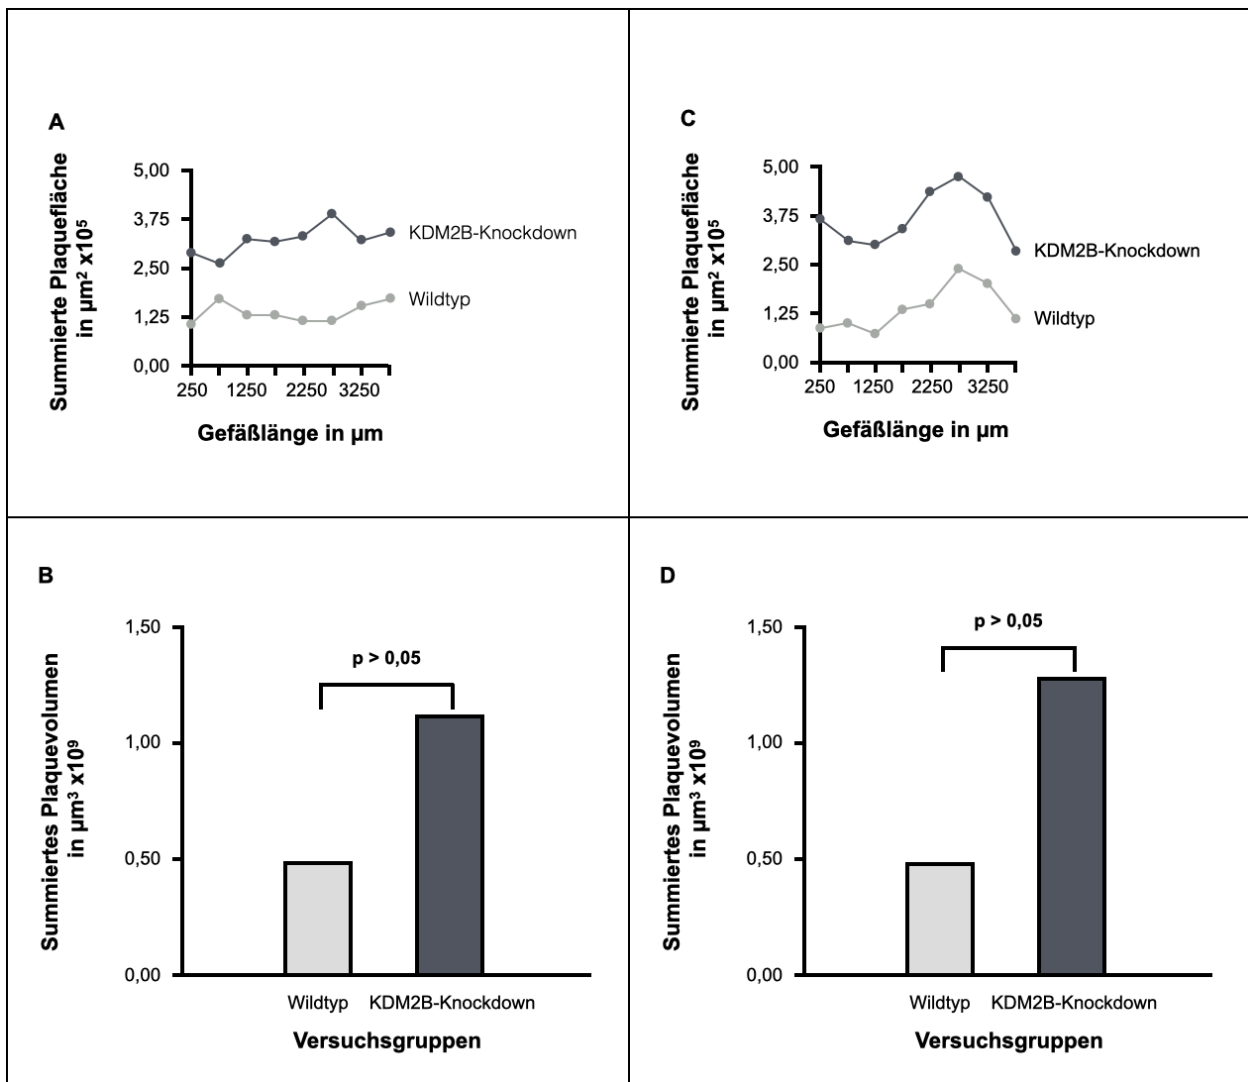 A
Summierte Plaquefläche
in µm² x10⁵
5,00
3,75
2,50
1,25
0,00
KDM2B-Knockdown
Wildtyp
250 1250 2250 3250
Gefäßlänge in µm
C
Summierte Plaquefläche
in µm² x10⁵
5,00
3,75
2,50
1,25
0,00
KDM2B-Knockdown
Wildtyp
250 1250 2250 3250
Gefäßlänge in µm
B
Summiertes Plaquevolumen
in µm³ x10⁹
1,50
1,00
0,50
0,00
p > 0,05
Wildtyp KDM2B-Knockdown
Versuchsgruppen
D
Summiertes Plaquevolumen
in µm³ x10⁹
1,50
1,00
0,50
0,00
p > 0,05
Wildtyp KDM2B-Knockdown
Versuchsgruppen